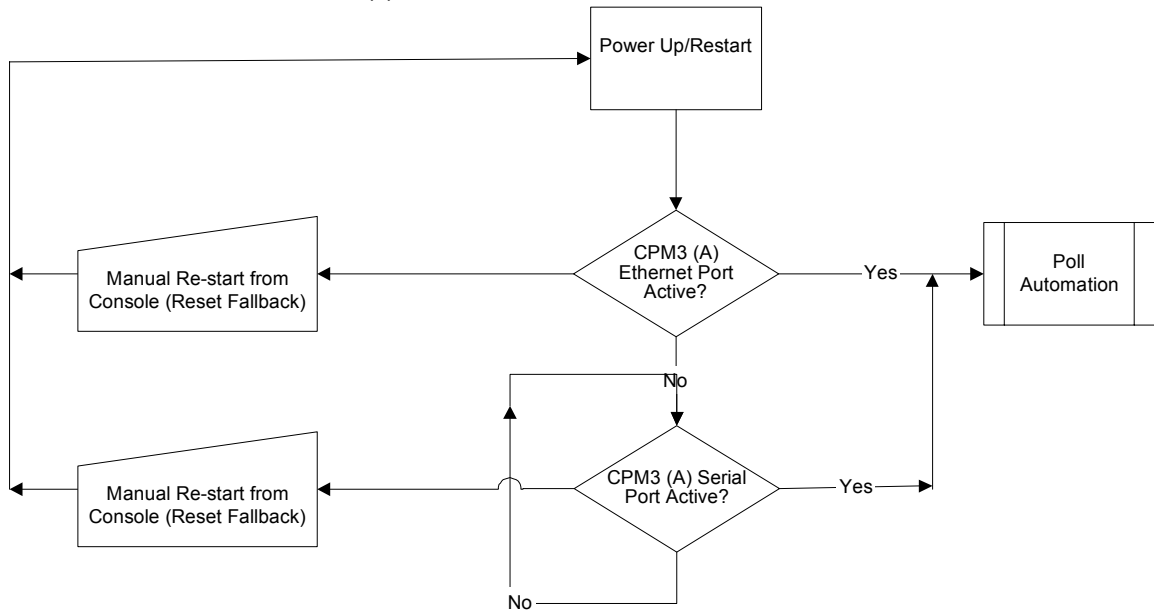 Power Up/Restart
CPM3 (A)
Ethernet Port
Active?
Yes
Poll
Automation
Manual Re-start from
Console (Reset Fallback)
No
CPM3 (A) Serial
Port Active?
Yes
Manual Re-start from
Console (Reset Fallback)
No